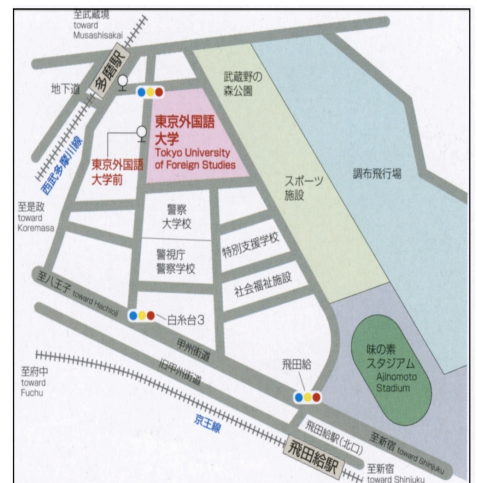 至武蔵境
toward
Musashisakai
多磨駅
地下道
武蔵野の
森公園
東京外国語
大学
Tokyo University
of Foreign Studies
東京外国語
大学前
西武多摩川線
スポーツ
施設
調布飛行場
至是政
toward
Koremasa
警察
大学校
特別支援学校
警視庁
警察学校
社会福祉施設
至八王子 toward Hachioji
白糸台3
甲州街道
旧甲州街道
飛田給
味の素
スタジアム
Ajinomoto
Stadium
至府中
toward
Fuchu
京王線
飛田給駅(北口)
至新宿 toward Shinjuku
飛田給駅
至新宿
toward Shinjuku